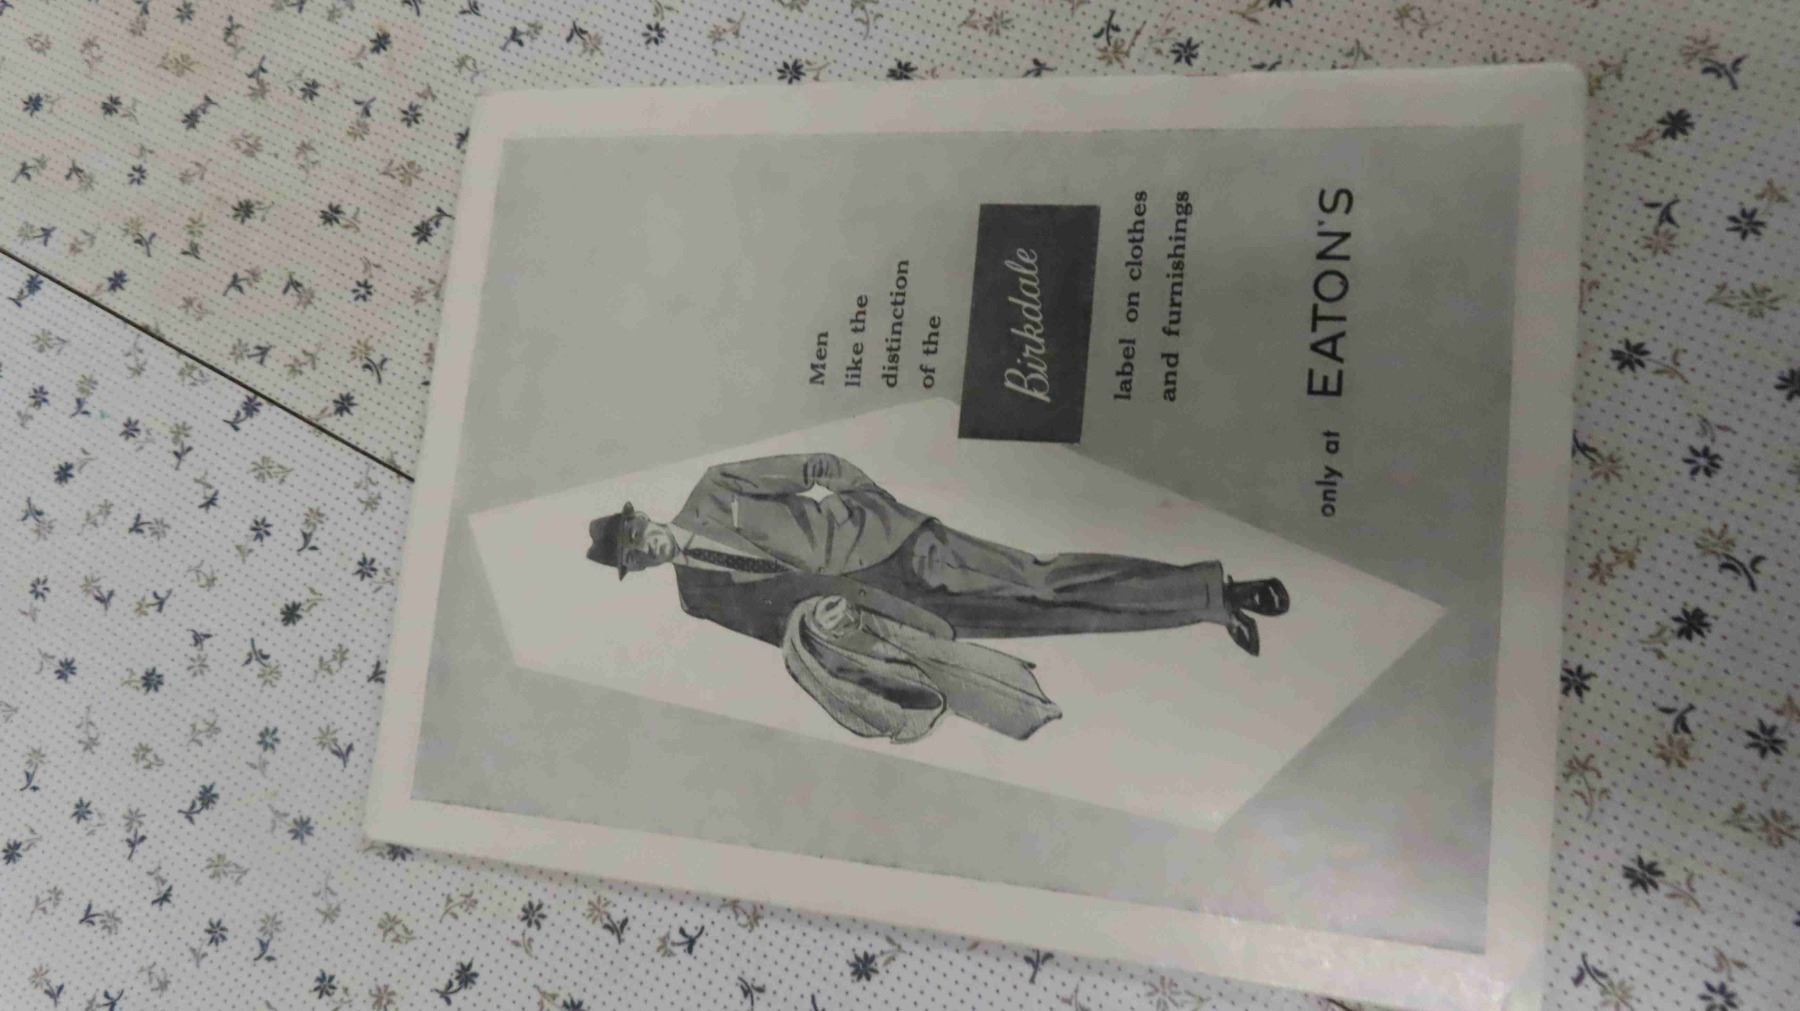 Men
like the
distinction
of the
Birkdale
label on clothes
and furnishings
only at EATON'S